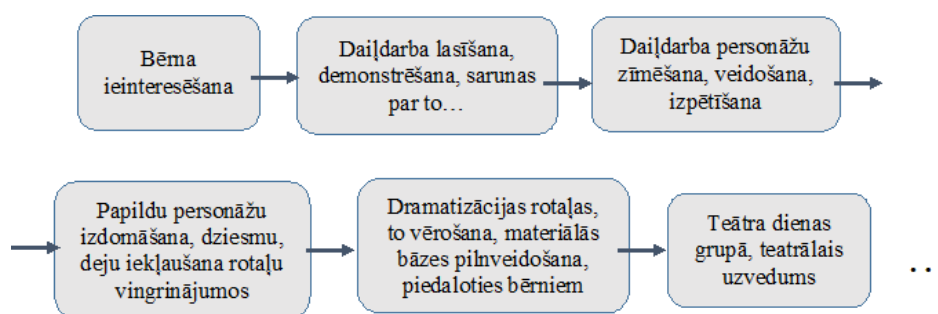 Bērna
ieinteresēšana
Daiļdarba lasīšana,
demonstrēšana, sarunas
par to…
Daiļdarba personāžu
zīmēšana, veidošana,
izpētīšana
Papildu personāžu
izdomāšana, dziesmu,
deju iekļaušana rotaļu
vingrinājumos
Dramatizācijas rotaļas,
to vērošana, materiālās
bāzes pilnveidošana,
piedaloties bērniem
Teātra dienas
grupā, teatrālais
uzvedums
. .